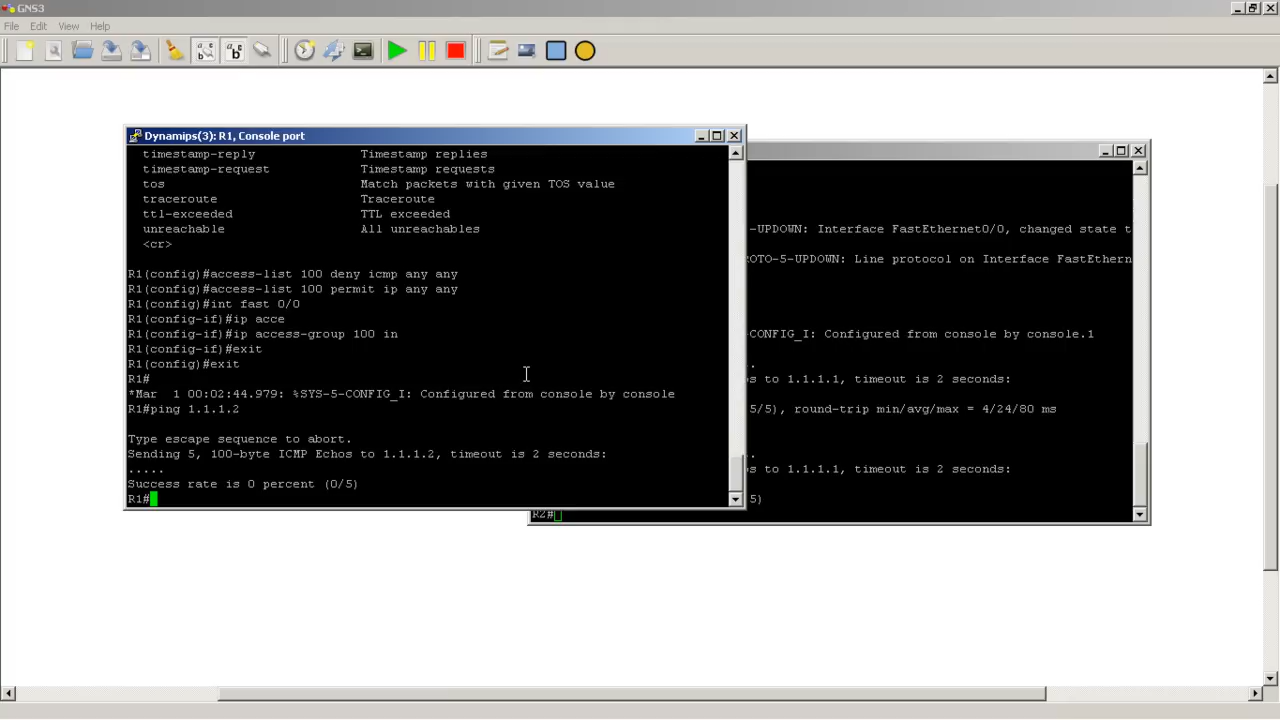 GNS3
File Edit View Help
Dynamips(3): R1, Console port
timestamp-reply Timestamp replies
timestamp-request Timestamp requests
tos Match packets with given TOS value
traceroute Traceroute
ttl-exceeded TTL exceeded
unreachable All unreachables
<cr>
R1(config)#access-list 100 deny icmp any any
R1(config)#access-list 100 permit ip any any
R1(config)#int fast 0/0
R1(config-if)#ip acce
R1(config-if)#ip access-group 100 in
R1(config-if)#exit
R1(config)#exit
R1#
*Mar 1 00:02:44.979: %SYS-5-CONFIG_I: Configured from console by console
R1#ping 1.1.1.2
Type escape sequence to abort.
Sending 5, 100-byte ICMP Echos to 1.1.1.2, timeout is 2 seconds:
.....
Success rate is 0 percent (0/5)
R1#
-UPDOWN: Interface FastEthernet0/0, changed state t
OTO-5-UPDOWN: Line protocol on Interface FastEthern
CONFIG_I: Configured from console by console.1
.
s to 1.1.1.1, timeout is 2 seconds:
5/5), round-trip min/avg/max = 4/24/80 ms
.
s to 1.1.1.1, timeout is 2 seconds:
5)
R2#